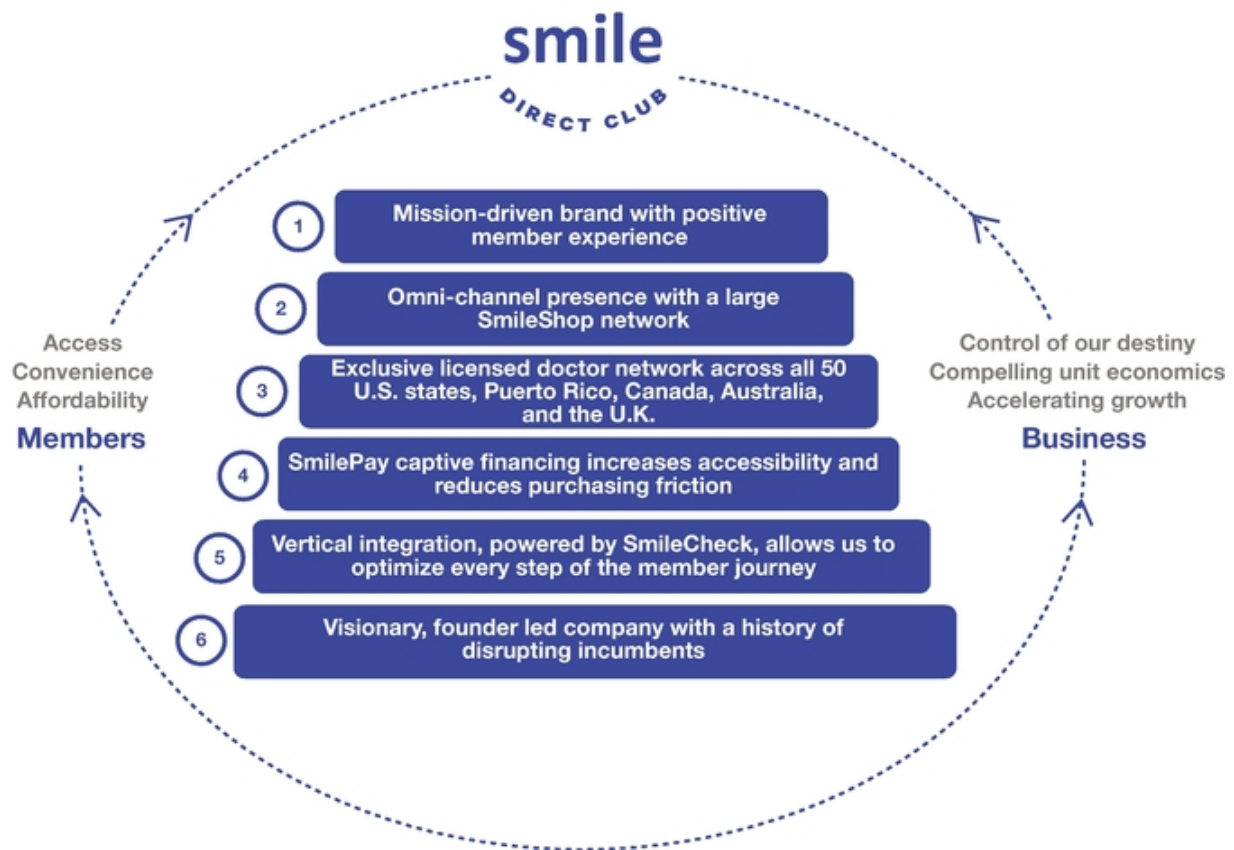 smile
DIRECT CLUB
1
Mission-driven brand with positive
member experience
2
Omni-channel presence with a large
SmileShop network
3
Exclusive licensed doctor network across all 50
U.S. states, Puerto Rico, Canada, Australia,
and the U.K.
4
SmilePay captive financing increases accessibility and
reduces purchasing friction
5
Vertical integration, powered by SmileCheck, allows us to
optimize every step of the member journey
6
Visionary, founder led company with a history of
disrupting incumbents
Access
Convenience
Affordability
Members
Control of our destiny
Compelling unit economics
Accelerating growth
Business